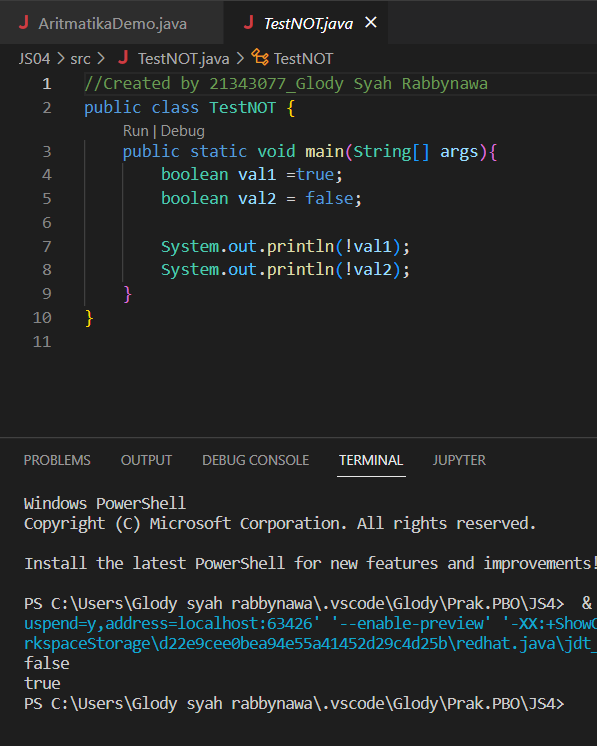 J AritmatikaDemo.java J TestNOT.java ×
JS04 > src > J TestNOT.java > TestNOT
1 //Created by 21343077_Glody Syah Rabbynawa
2 public class TestNOT {
Run | Debug
3 public static void main(String[] args){
4 boolean val1 =true;
5 boolean val2 = false;
6
7 System.out.println(!val1);
8 System.out.println(!val2);
9 }
10 }
11
PROBLEMS OUTPUT DEBUG CONSOLE TERMINAL JUPYTER
Windows PowerShell
Copyright (C) Microsoft Corporation. All rights reserved.
Install the latest PowerShell for new features and improvements!
PS C:\Users\Glody syah rabbynawa\.vscode\Glody\Prak.PBO\JS4> &
uspend=y,address=localhost:63426' '--enable-preview' '-XX:+Show
rkspaceStorage\d22e9cee0bea94e55a41452d29c4d25b\redhat.java\jdt_
false
true
PS C:\Users\Glody syah rabbynawa\.vscode\Glody\Prak.PBO\JS4>